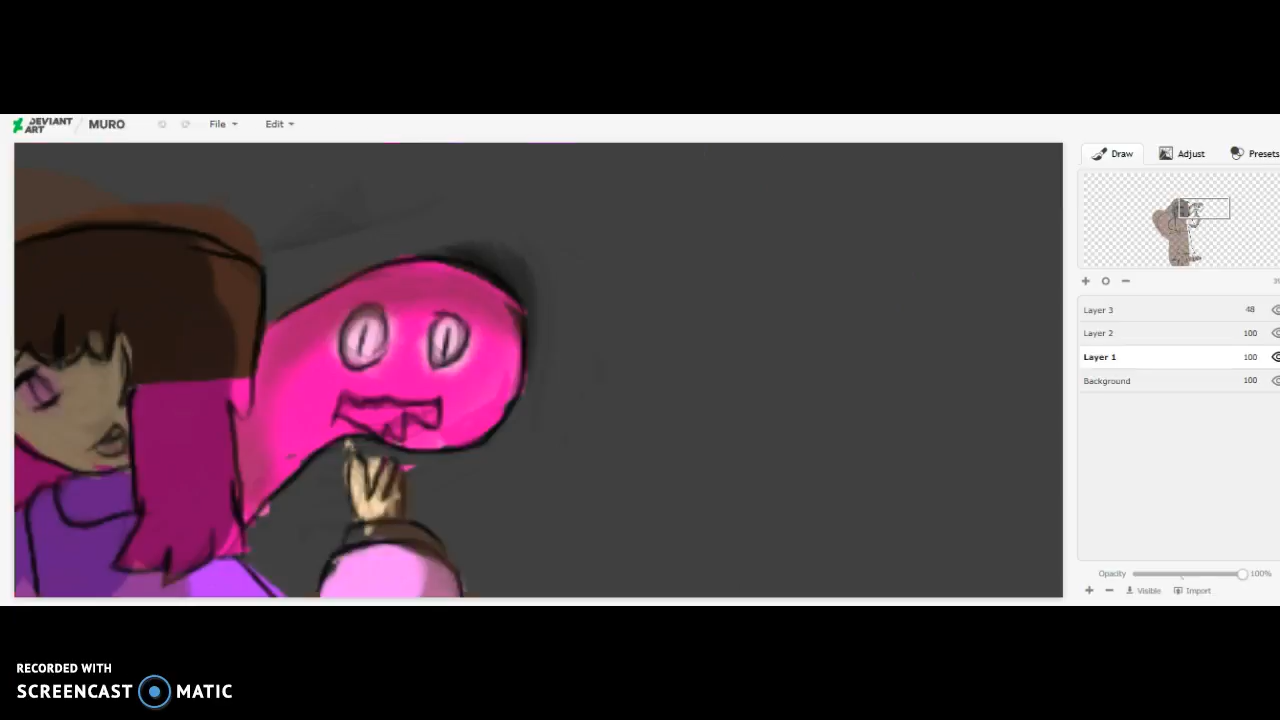 DEVIANT ART / MURO File Edit
Draw Adjust Presets
Layer 3 48
Layer 2 100
Layer 1 100
Background 100
Opacity 100%
Visible Import
RECORDED WITH
SCREENCAST MATIC